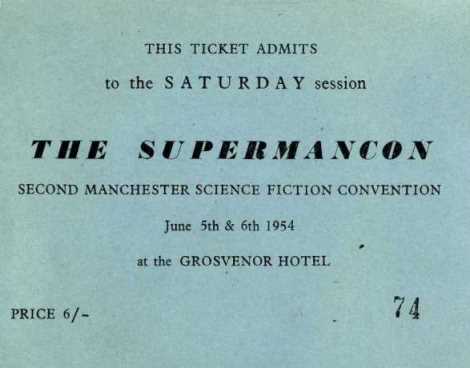 THIS TICKET ADMITS
to the SATURDAY session
THE SUPERMANCON
SECOND MANCHESTER SCIENCE FICTION CONVENTION
June 5th & 6th 1954
at the GROSVENOR HOTEL
PRICE 6/-
74